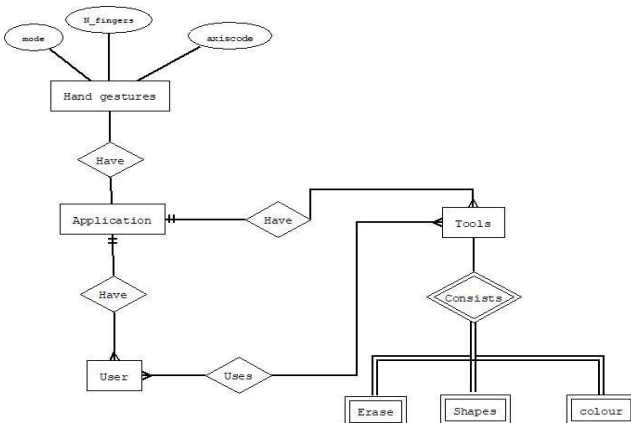 N_fingers
mode
axiscode
Hand gestures
Have
Application
Have
Tools
Have
Consists
User
Uses
Erase
Shapes
colour